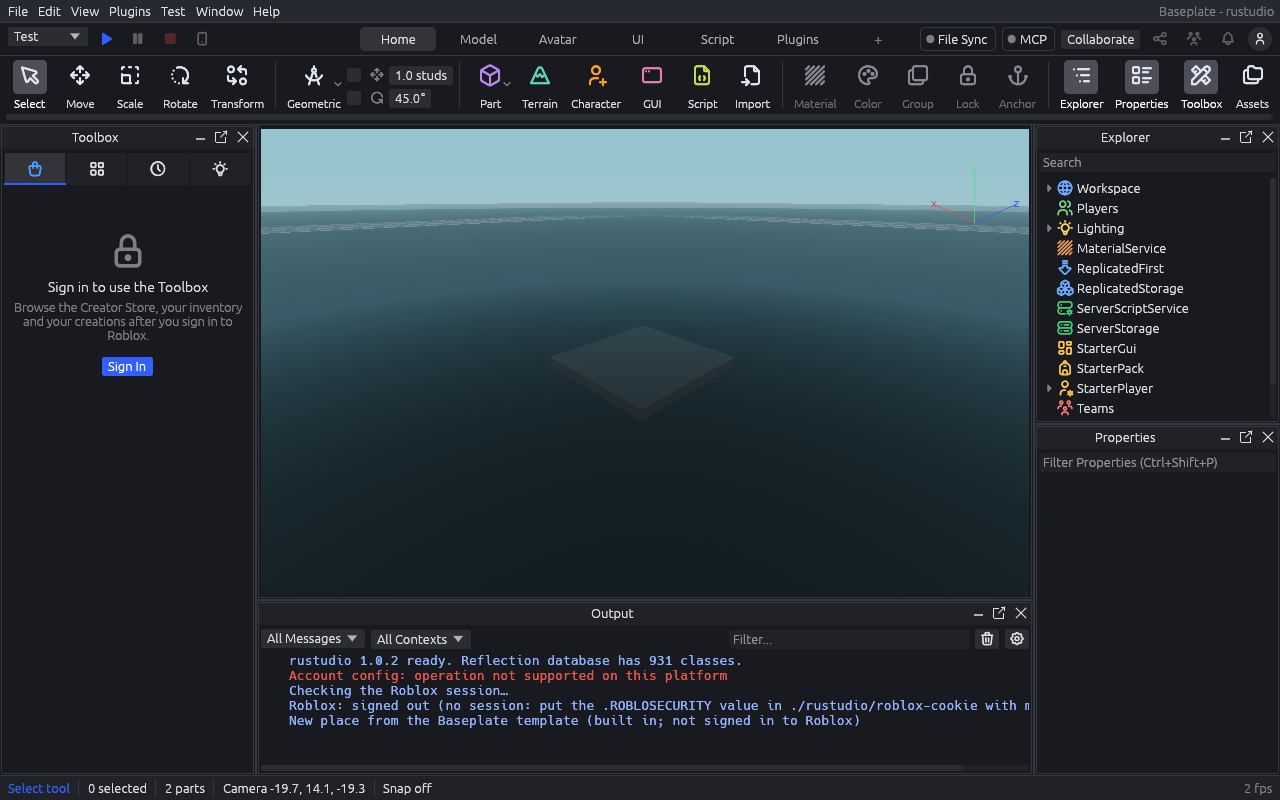 File Edit View Plugins Test Window Help
Baseplate - rustudio
Test
Home Model Avatar UI Script Plugins +
File Sync MCP Collaborate
Select Move Scale Rotate Transform Geometric
1.0 studs
45.0°
Part Terrain Character GUI Script Import Material Color Group Lock Anchor Explorer Properties Toolbox Assets
Toolbox
Sign in to use the Toolbox
Browse the Creator Store, your inventory
and your creations after you sign in to
Roblox.
Sign In
Y
X
Z
Explorer
Search
Workspace
Players
Lighting
MaterialService
ReplicatedFirst
ReplicatedStorage
ServerScriptService
ServerStorage
StarterGui
StarterPack
StarterPlayer
Teams
Properties
Filter Properties (Ctrl+Shift+P)
Output
All Messages All Contexts Filter...
rustudio 1.0.2 ready. Reflection database has 931 classes.
Account config: operation not supported on this platform
Checking the Roblox session…
Roblox: signed out (no session: put the .ROBLOSECURITY value in ./rustudio/roblox-cookie with
New place from the Baseplate template (built in; not signed in to Roblox)
Select tool 0 selected 2 parts Camera -19.7, 14.1, -19.3 Snap off
2 fps